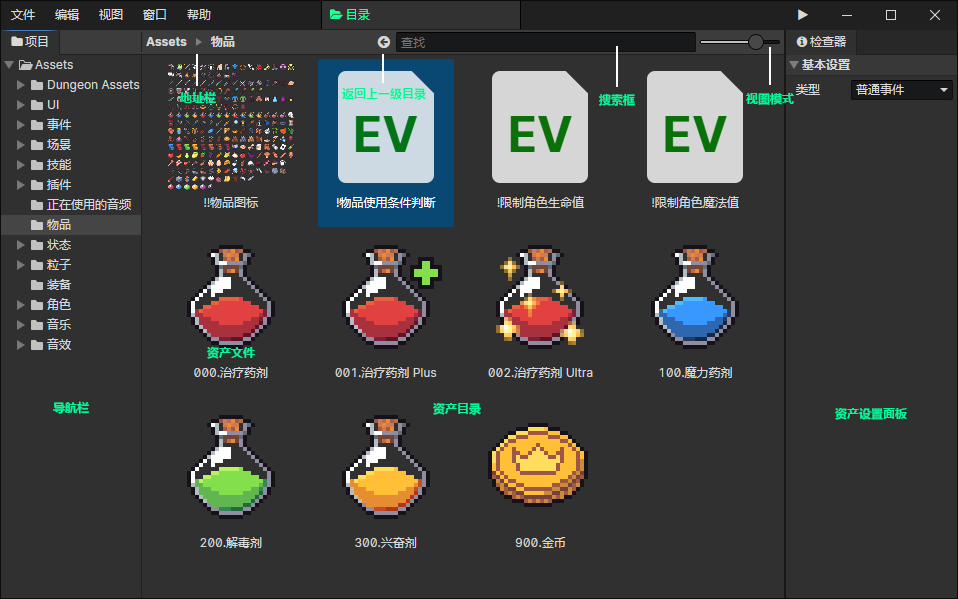 文件 编辑 视图 窗口 帮助 目录
项目 Assets 物品 查找 检查器
Assets
Dungeon Assets
UI
事件
场景
技能
插件
正在使用的音频
物品
状态
粒子
装备
角色
音乐
音效
地址栏
返回上一级目录
搜索框
视图模式
EV
EV
EV
!!物品图标
!物品使用条件判断
!限制角色生命值
!限制角色魔法值
资产文件
000.治疗药剂
001.治疗药剂 Plus
002.治疗药剂 Ultra
100.魔力药剂
导航栏
资产目录
资产设置面板
200.解毒剂
300.兴奋剂
900.金币
基本设置
类型 普通事件